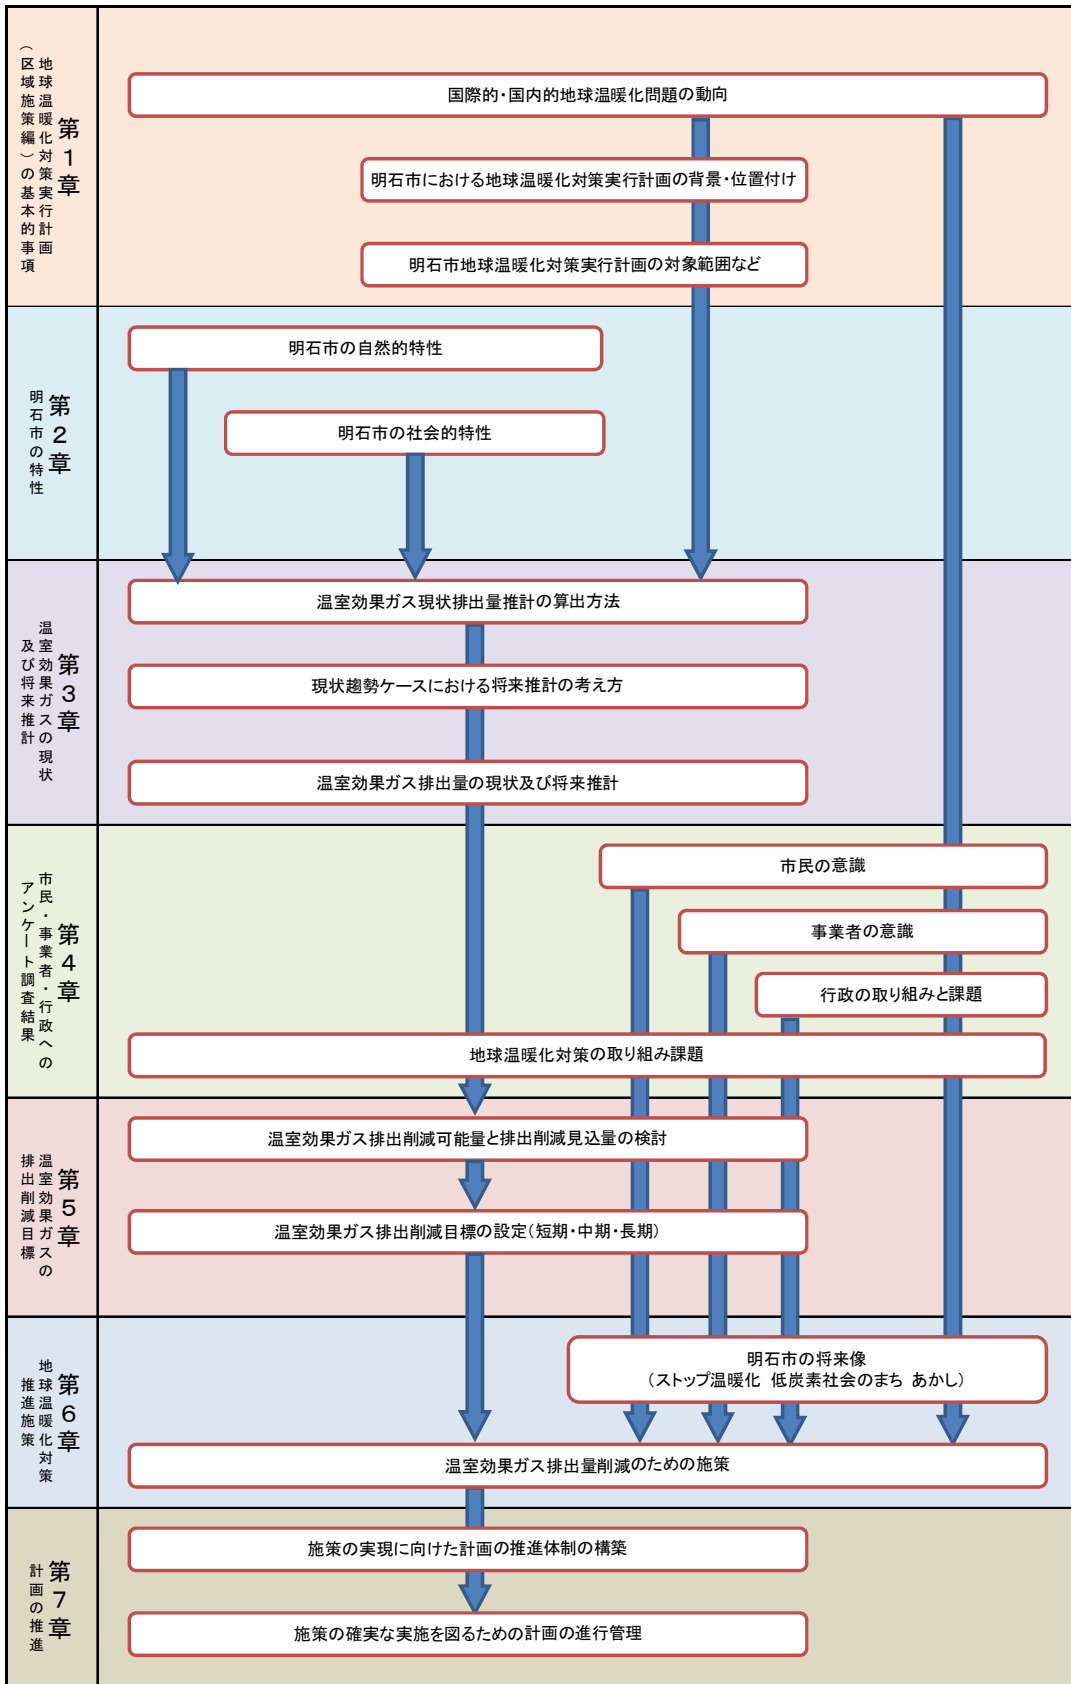 第1章
地球温暖化対策実行計画
（区域施策編）の基本的事項
国際的・国内的地球温暖化問題の動向
明石市における地球温暖化対策実行計画の背景・位置付け
明石市地球温暖化対策実行計画の対象範囲など
第2章
明石市の特性
明石市の自然的特性
明石市の社会的特性
第3章
温室効果ガスの現状
及び将来推計
温室効果ガス現状排出量推計の算出方法
現状趨勢ケースにおける将来推計の考え方
温室効果ガス排出量の現状及び将来推計
第4章
市民・事業者・行政への
アンケート調査結果
市民の意識
事業者の意識
行政の取り組みと課題
地球温暖化対策の取り組み課題
第5章
温室効果ガスの
排出削減目標
温室効果ガス排出削減可能量と排出削減見込量の検討
温室効果ガス排出削減目標の設定（短期・中期・長期）
第6章
地球温暖化対策
推進施策
明石市の将来像
（ストップ温暖化 低炭素社会のまち あかし）
温室効果ガス排出量削減のための施策
第7章
計画の推進
施策の実現に向けた計画の推進体制の構築
施策の確実な実施を図るための計画の進行管理